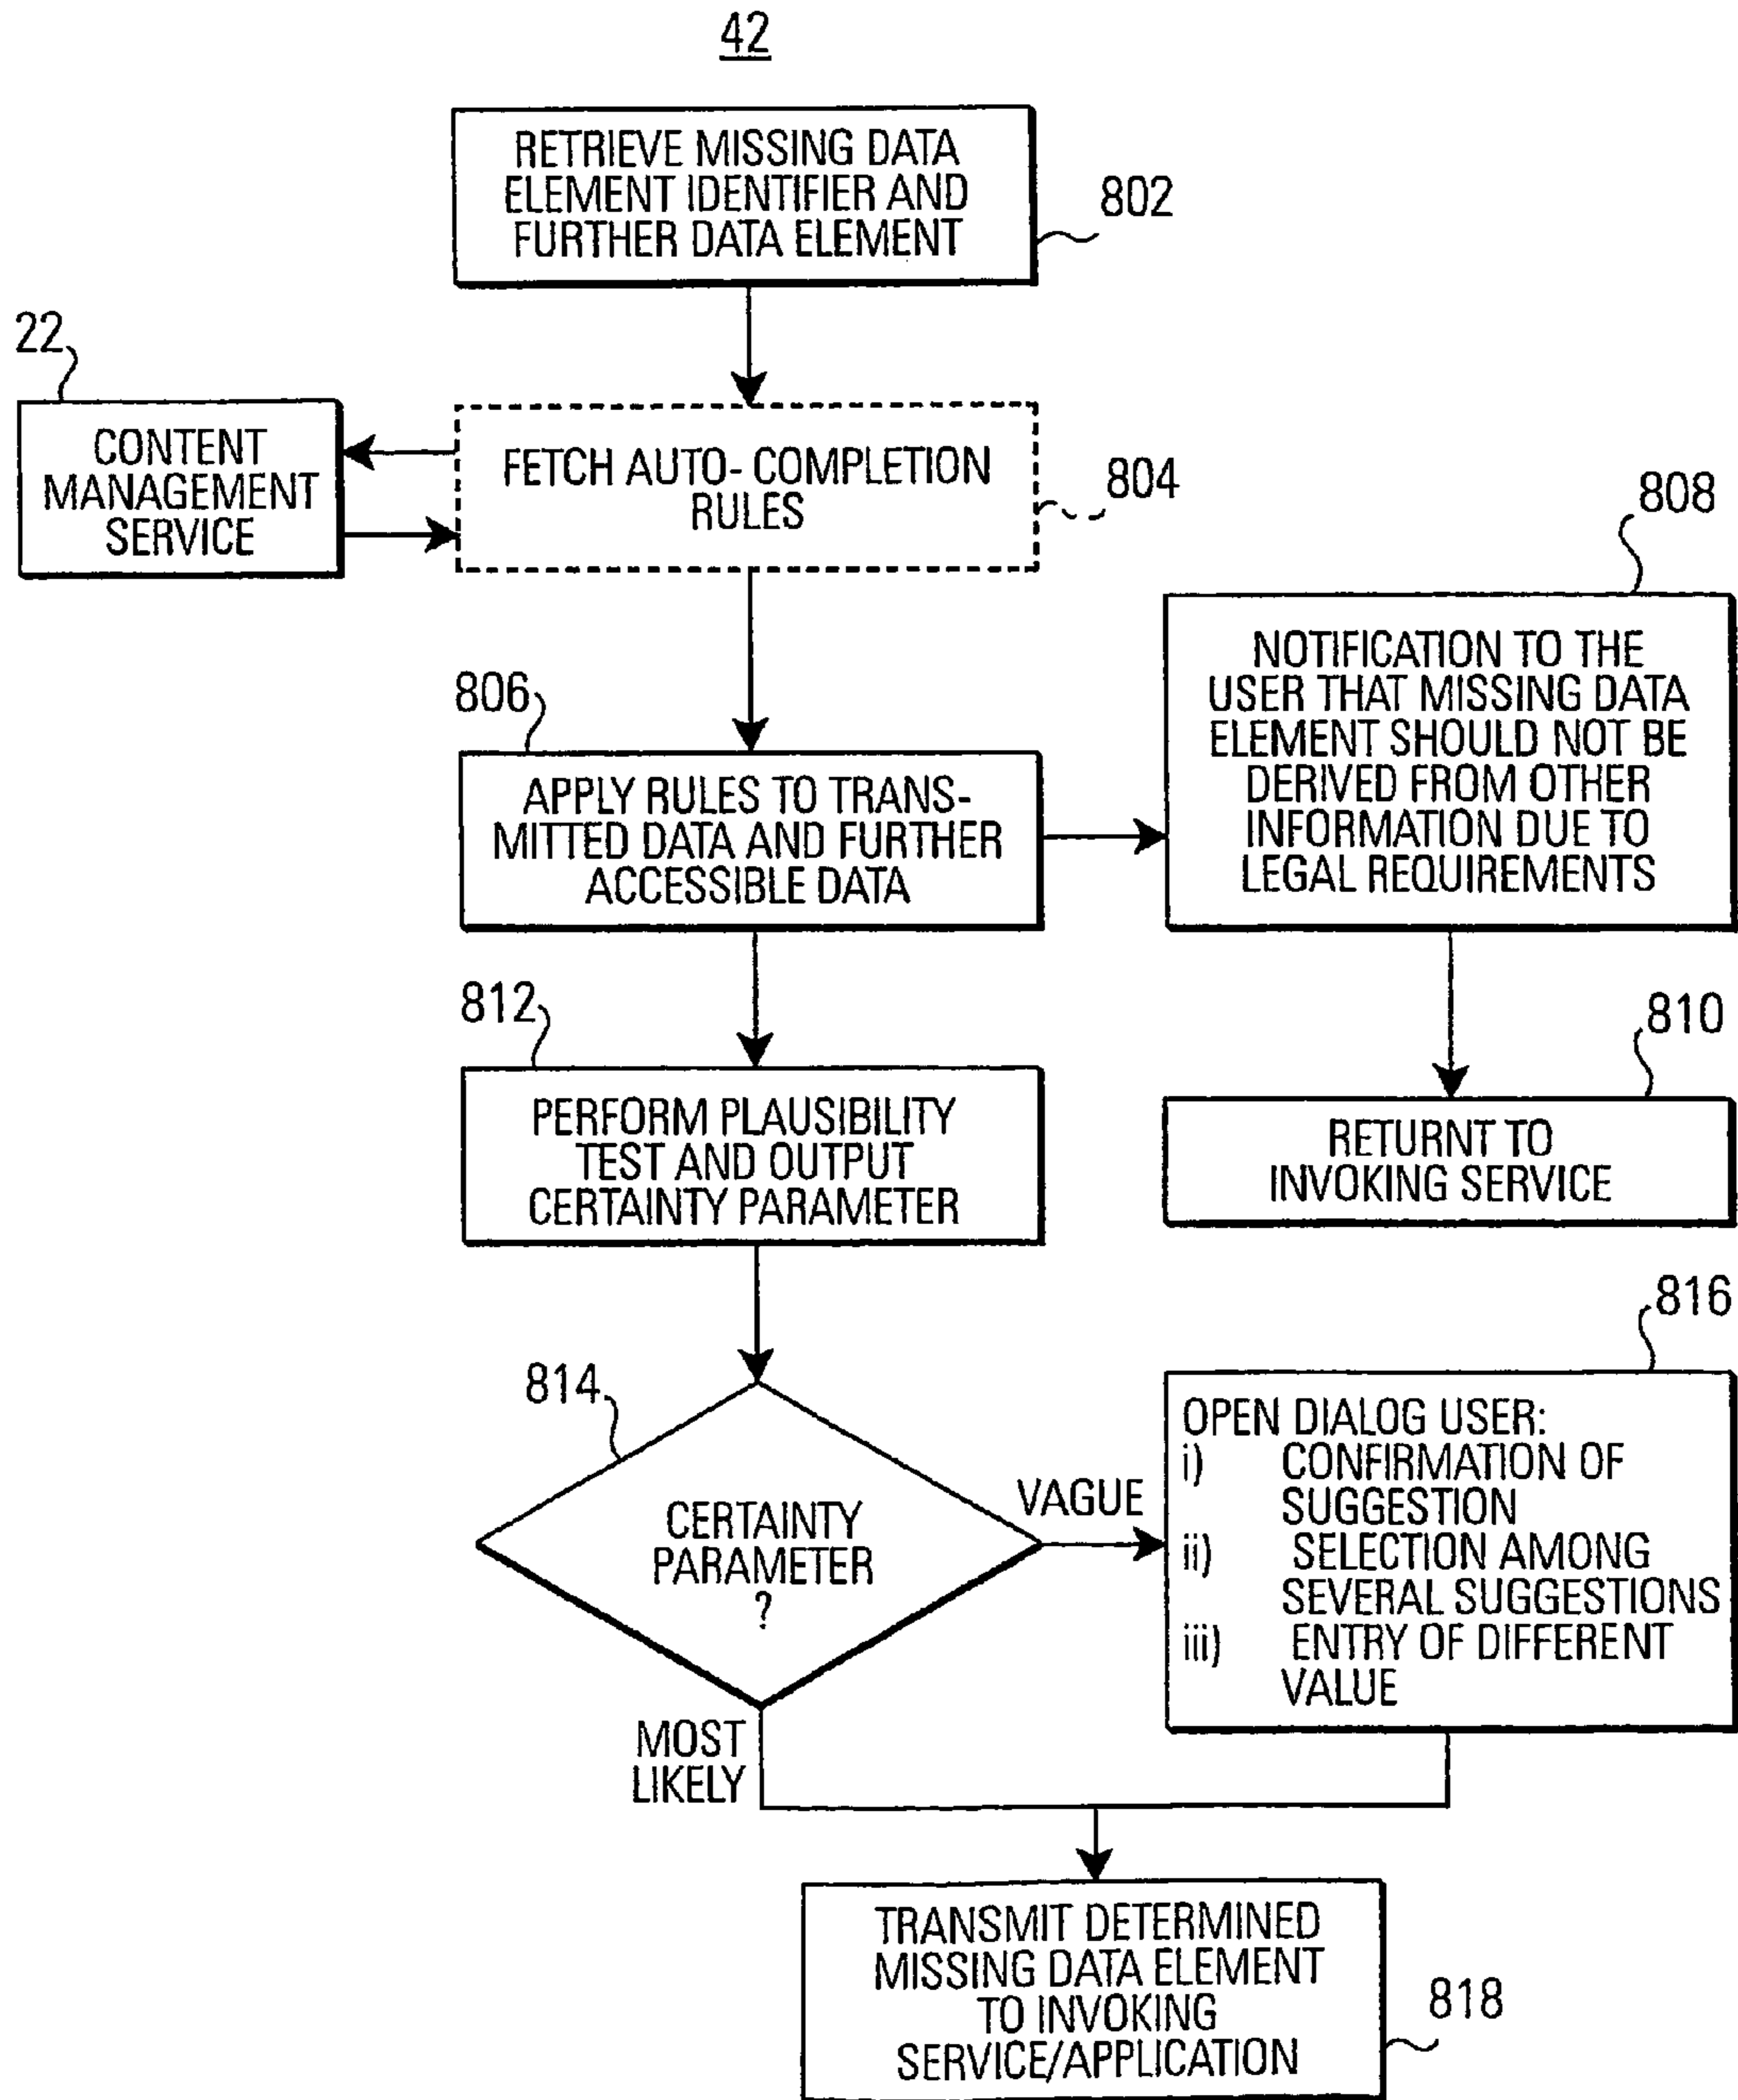 42
RETRIEVE MISSING DATA
ELEMENT IDENTIFIER AND
FURTHER DATA ELEMENT
802
22
CONTENT
MANAGEMENT
SERVICE
FETCH AUTO- COMPLETION
RULES
804
808
NOTIFICATION TO THE
USER THAT MISSING DATA
ELEMENT SHOULD NOT BE
DERIVED FROM OTHER
INFORMATION DUE TO
LEGAL REQUIREMENTS
806
APPLY RULES TO TRANS-
MITTED DATA AND FURTHER
ACCESSIBLE DATA
812
PERFORM PLAUSIBILITY
TEST AND OUTPUT
CERTAINTY PARAMETER
810
RETURNT TO
INVOKING SERVICE
814
CERTAINTY
PARAMETER
?
VAGUE
MOST
LIKELY
816
OPEN DIALOG USER:
i) CONFIRMATION OF
SUGGESTION
ii) SELECTION AMONG
SEVERAL SUGGESTIONS
iii) ENTRY OF DIFFERENT
VALUE
TRANSMIT DETERMINED
MISSING DATA ELEMENT
TO INVOKING
SERVICE/APPLICATION
818